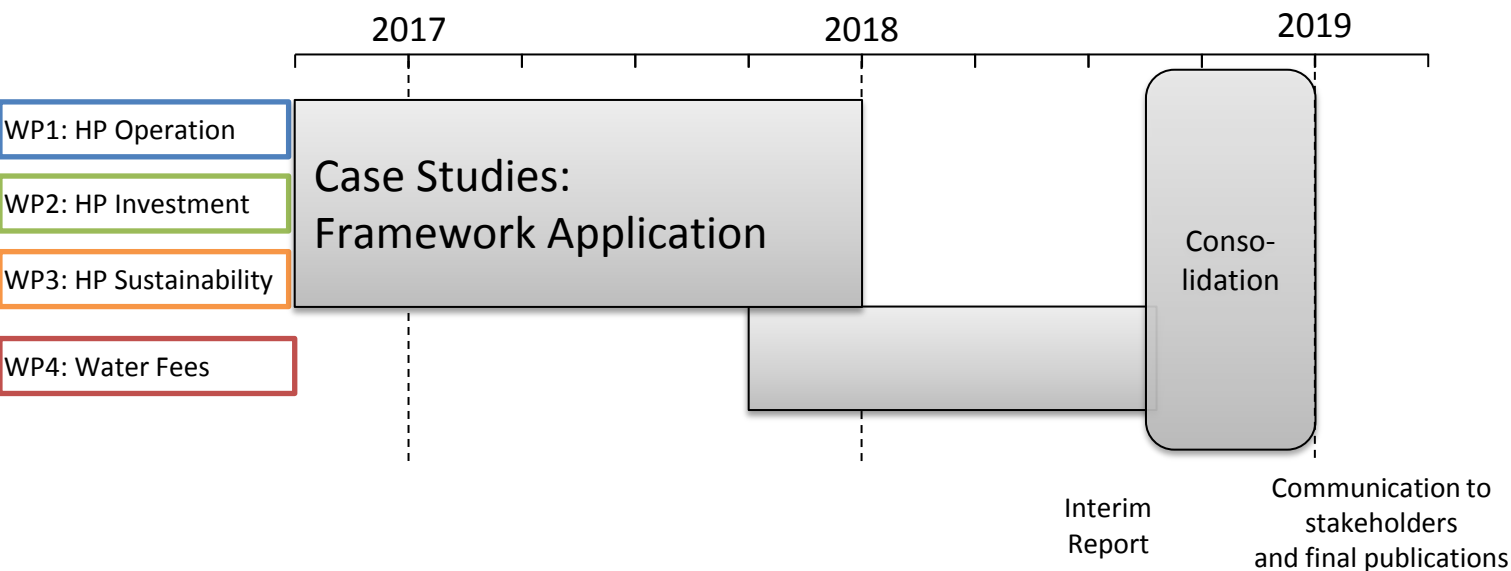 2017
2018
2019
WP1: HP Operation
WP2: HP Investment
WP3: HP Sustainability
WP4: Water Fees
Case Studies:
Framework Application
Conso-
lidation
Interim
Report
Communication to
stakeholders
and final publications